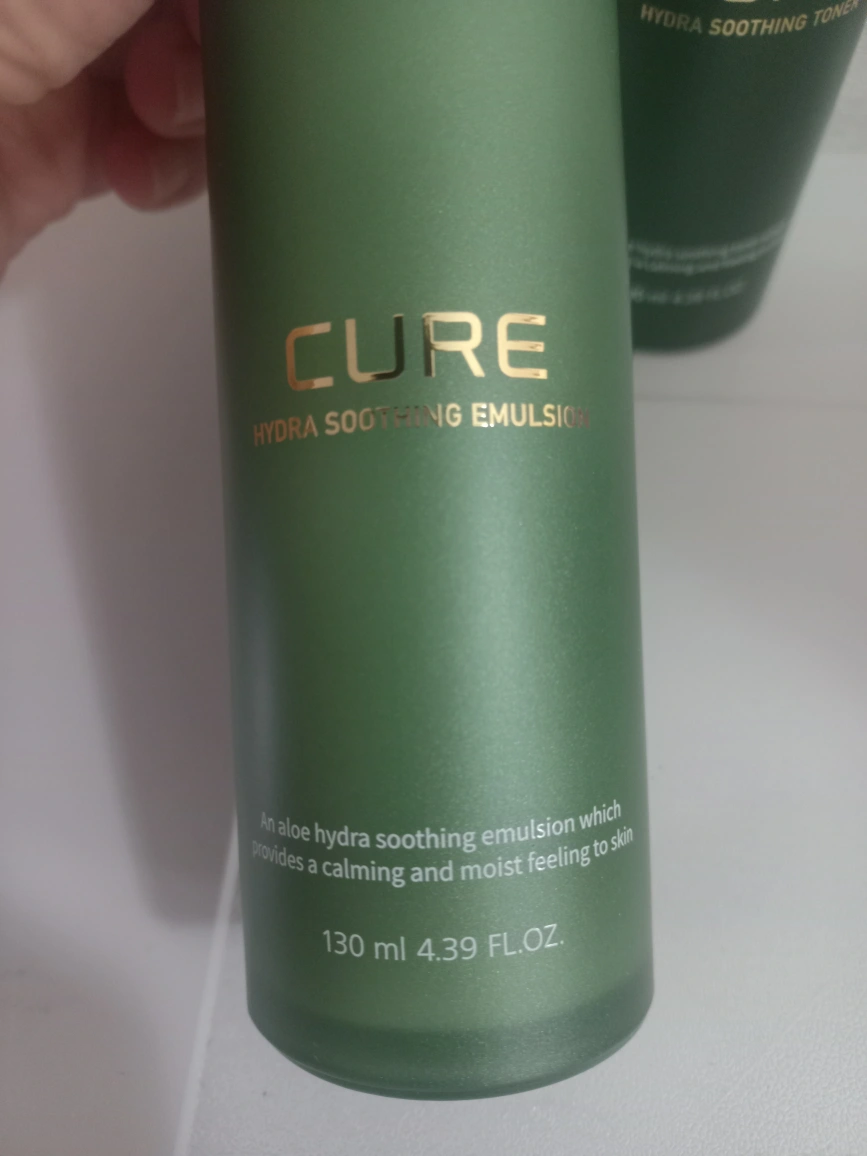 HYDRA SOOTHING TONER
CURE
HYDRA SOOTHING EMULSION
An aloe hydra soothing emulsion which
provides a calming and moist feeling to skin
130 ml 4.39 FL.OZ.